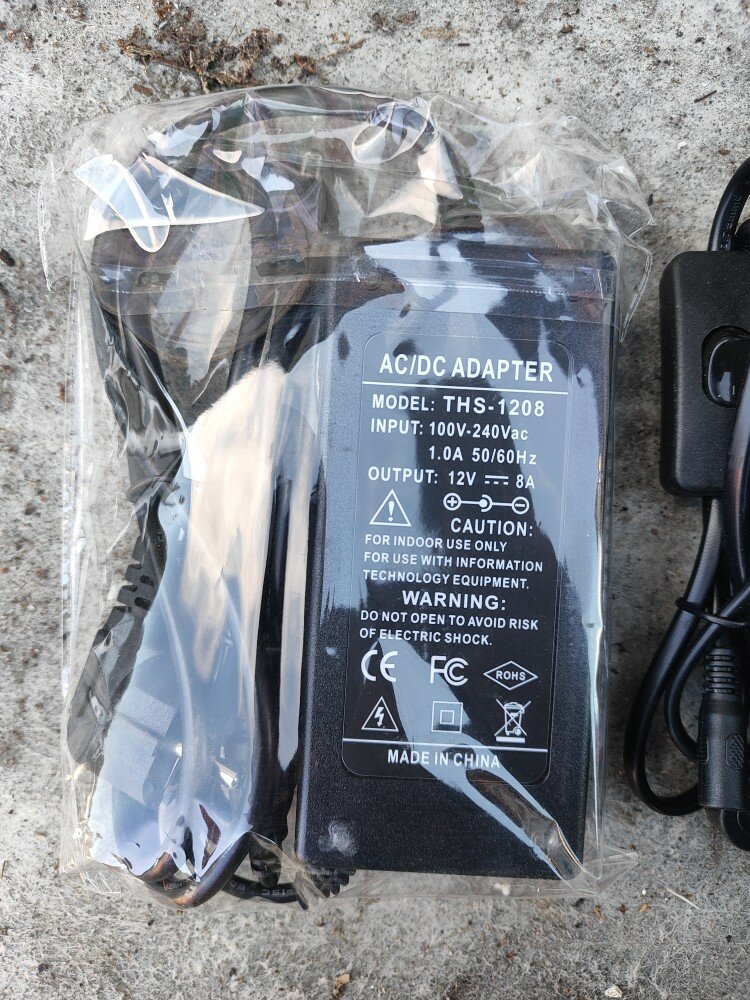 AC/DC ADAPTER
MODEL: THS-1208
INPUT: 100V-240Vac
1.0A 50/60Hz
OUTPUT: 12V ⎓ 8A
CAUTION:
FOR INDOOR USE ONLY
FOR USE WITH INFORMATION
TECHNOLOGY EQUIPMENT.
WARNING:
DO NOT OPEN TO AVOID RISK
OF ELECTRIC SHOCK.
CE FC ROHS
MADE IN CHINA